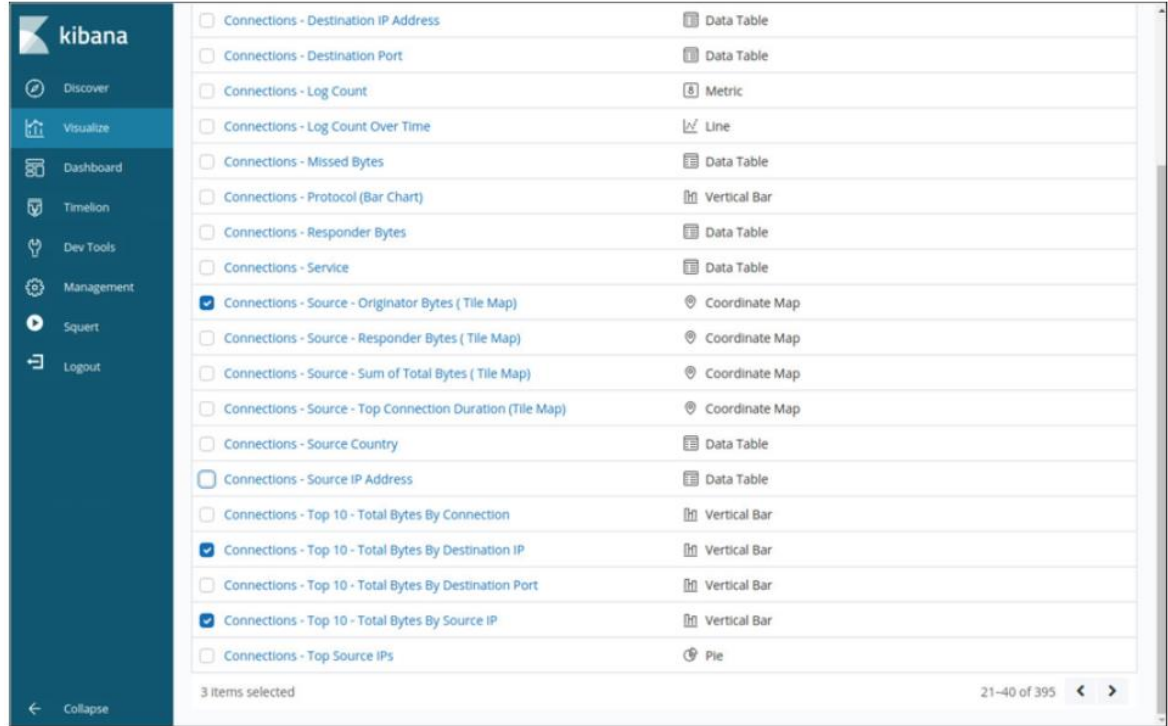 kibana
Discover
Visualize
Dashboard
Timelion
Dev Tools
Management
Squert
Logout
Collapse
Connections - Destination IP Address Data Table
Connections - Destination Port Data Table
Connections - Log Count 8 Metric
Connections - Log Count Over Time Line
Connections - Missed Bytes Data Table
Connections - Protocol (Bar Chart) Vertical Bar
Connections - Responder Bytes Data Table
Connections - Service Data Table
Connections - Source - Originator Bytes ( Tile Map) Coordinate Map
Connections - Source - Responder Bytes ( Tile Map) Coordinate Map
Connections - Source - Sum of Total Bytes ( Tile Map) Coordinate Map
Connections - Source - Top Connection Duration (Tile Map) Coordinate Map
Connections - Source Country Data Table
Connections - Source IP Address Data Table
Connections - Top 10 - Total Bytes By Connection Vertical Bar
Connections - Top 10 - Total Bytes By Destination IP Vertical Bar
Connections - Top 10 - Total Bytes By Destination Port Vertical Bar
Connections - Top 10 - Total Bytes By Source IP Vertical Bar
Connections - Top Source IPs Pie
3 items selected 21–40 of 395